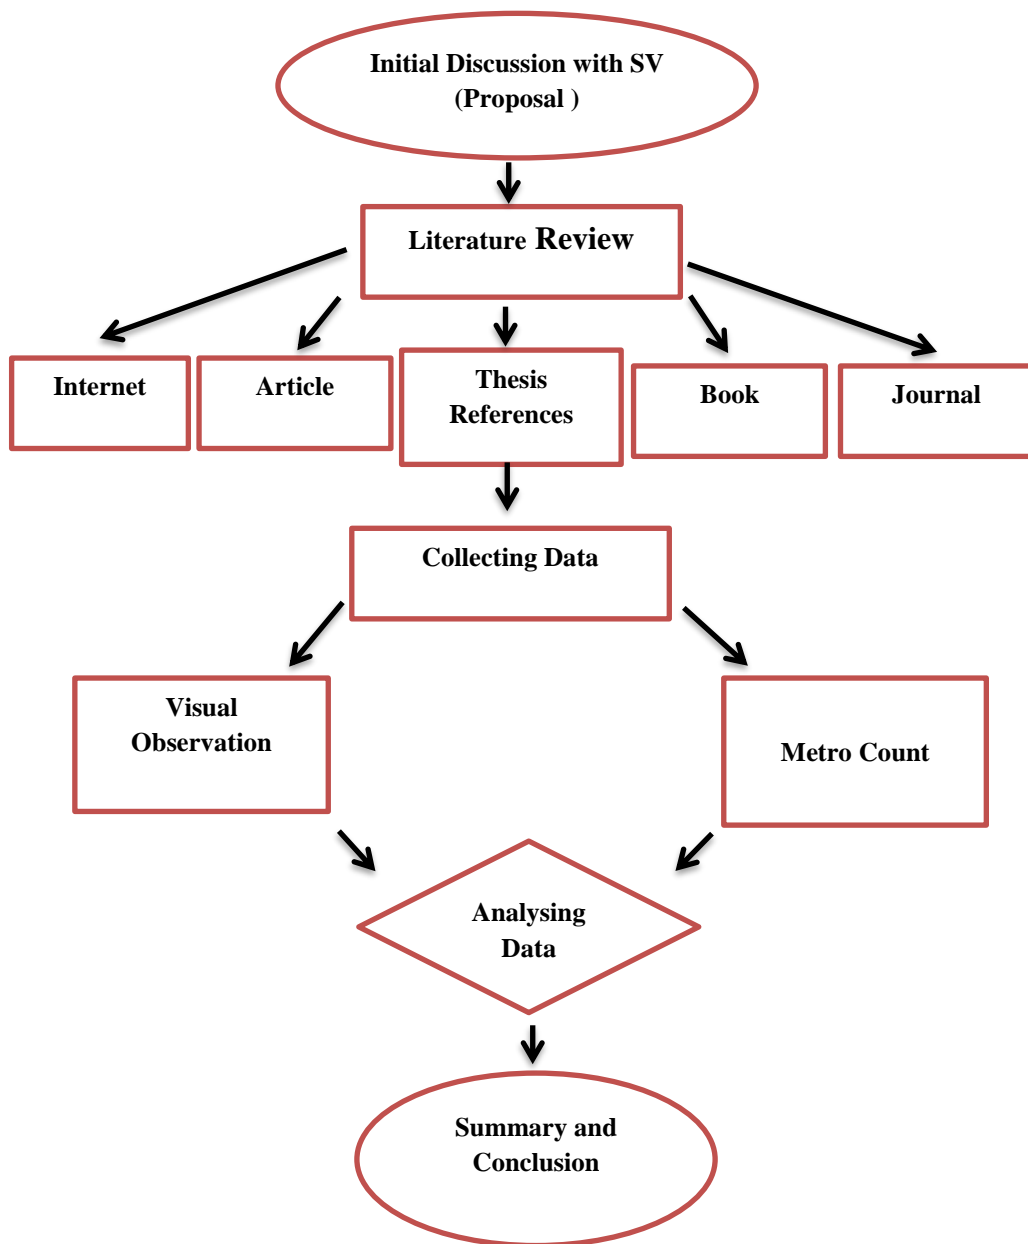 Initial Discussion with SV
(Proposal )
Literature Review
Internet
Article
Thesis
References
Book
Journal
Collecting Data
Visual
Observation
Metro Count
Analysing
Data
Summary and
Conclusion